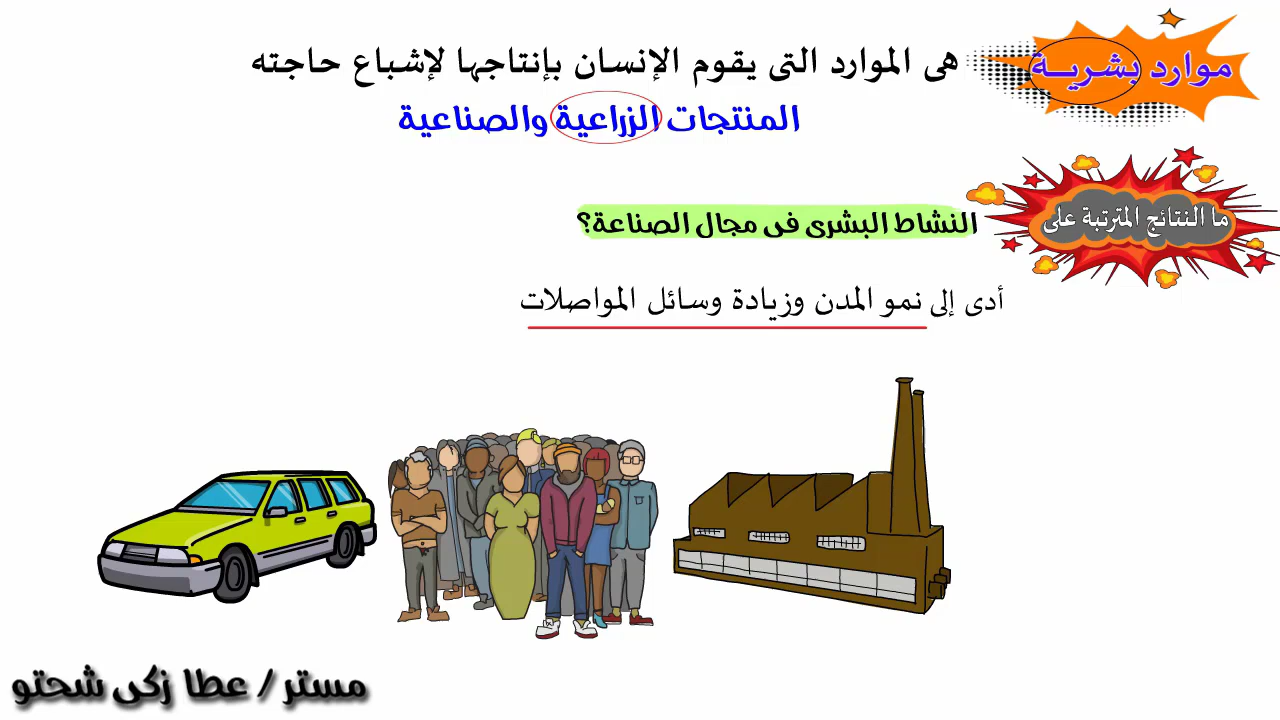 موارد بشرية
هى الموارد التى يقوم الإنسان بإنتاجها لإشباع حاجته
المنتجات الزراعية والصناعية
ما النتائج المترتبة على
النشاط البشرى فى مجال الصناعة؟
أدى إلى نمو المدن وزيادة وسائل المواصلات
مستر / عطا زكى شحتو